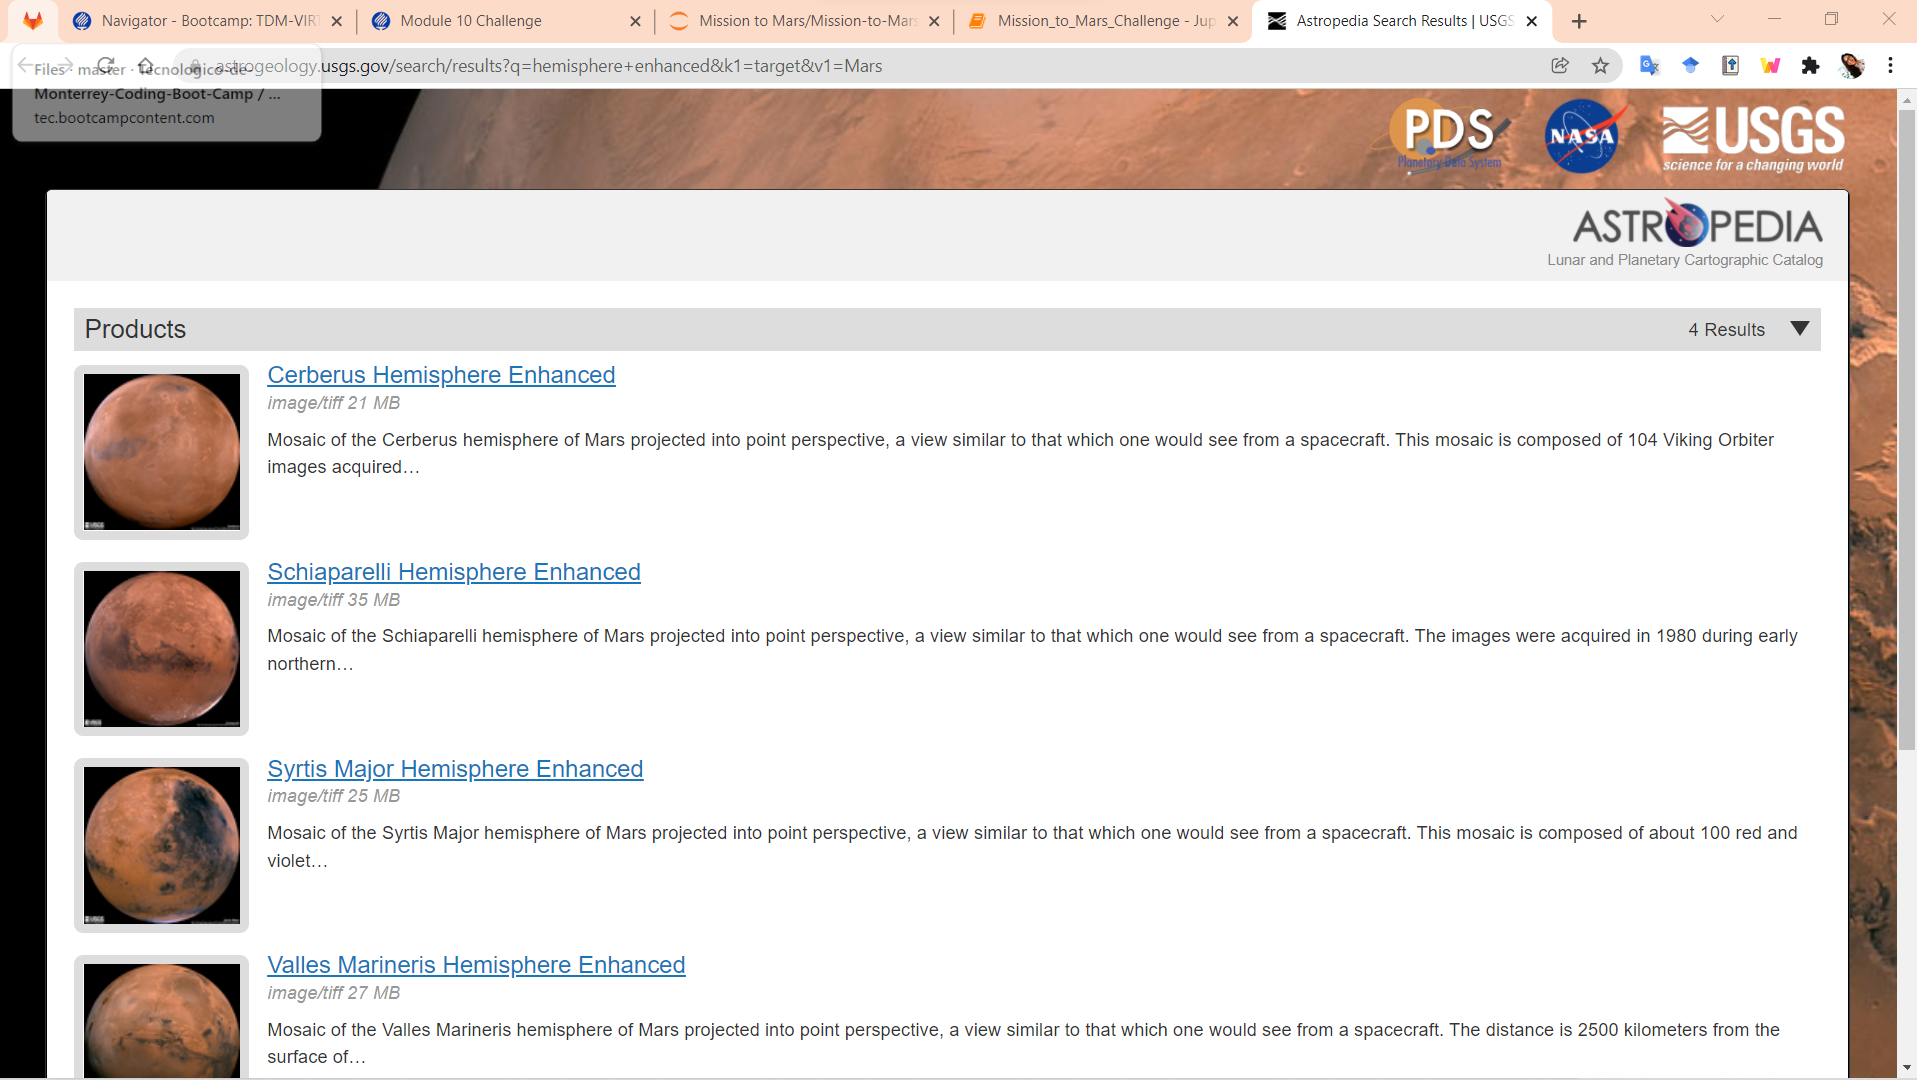 Navigator - Bootcamp: TDM-VIRT
Module 10 Challenge
Mission to Mars/Mission-to-Mars
Mission_to_Mars_Challenge - Jup
Astropedia Search Results | USGS
astrogeology.usgs.gov/search/results?q=hemisphere+enhanced&k1=target&v1=Mars
Files · master · Tecnologico-de-
Monterrey-Coding-Boot-Camp / ...
tec.bootcampcontent.com
PDS
Planetary Data System
NASA
USGS
science for a changing world
ASTROPEDIA
Lunar and Planetary Cartographic Catalog
Products
4 Results
Cerberus Hemisphere Enhanced
image/tiff 21 MB
Mosaic of the Cerberus hemisphere of Mars projected into point perspective, a view similar to that which one would see from a spacecraft. This mosaic is composed of 104 Viking Orbiter
images acquired…
Schiaparelli Hemisphere Enhanced
image/tiff 35 MB
Mosaic of the Schiaparelli hemisphere of Mars projected into point perspective, a view similar to that which one would see from a spacecraft. The images were acquired in 1980 during early
northern…
Syrtis Major Hemisphere Enhanced
image/tiff 25 MB
Mosaic of the Syrtis Major hemisphere of Mars projected into point perspective, a view similar to that which one would see from a spacecraft. This mosaic is composed of about 100 red and
violet…
Valles Marineris Hemisphere Enhanced
image/tiff 27 MB
Mosaic of the Valles Marineris hemisphere of Mars projected into point perspective, a view similar to that which one would see from a spacecraft. The distance is 2500 kilometers from the
surface of…